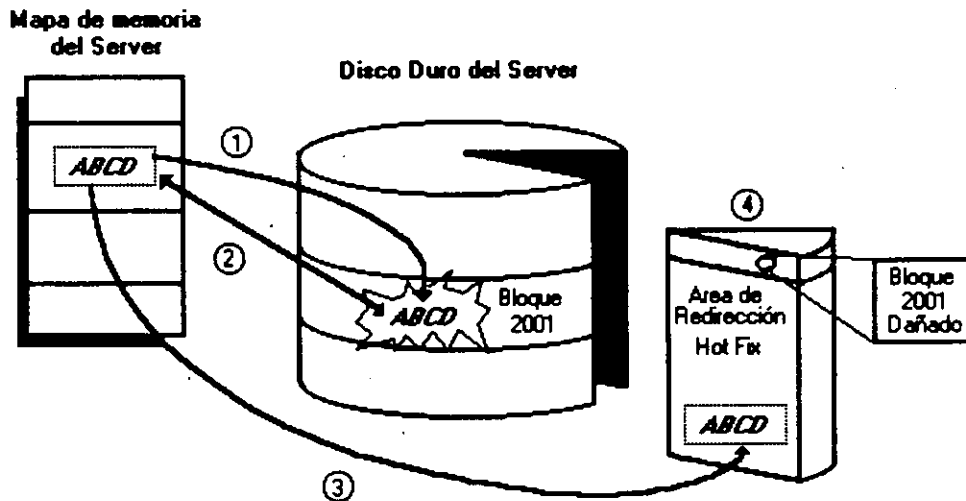 Mapa de memoria
del Server
Disco Duro del Server
ABCD
1
2
ABCD
Bloque
2001
4
Area de
Redirección
Hot Fix
ABCD
Bloque
2001
Dañado
3